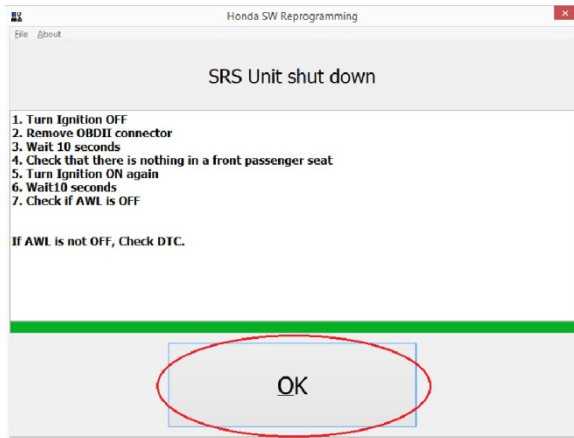 Honda SW Reprogramming
File About
SRS Unit shut down
1. Turn Ignition OFF
2. Remove OBDII connector
3. Wait 10 seconds
4. Check that there is nothing in a front passenger seat
5. Turn Ignition ON again
6. Wait10 seconds
7. Check if AWL is OFF
If AWL is not OFF, Check DTC.
OK